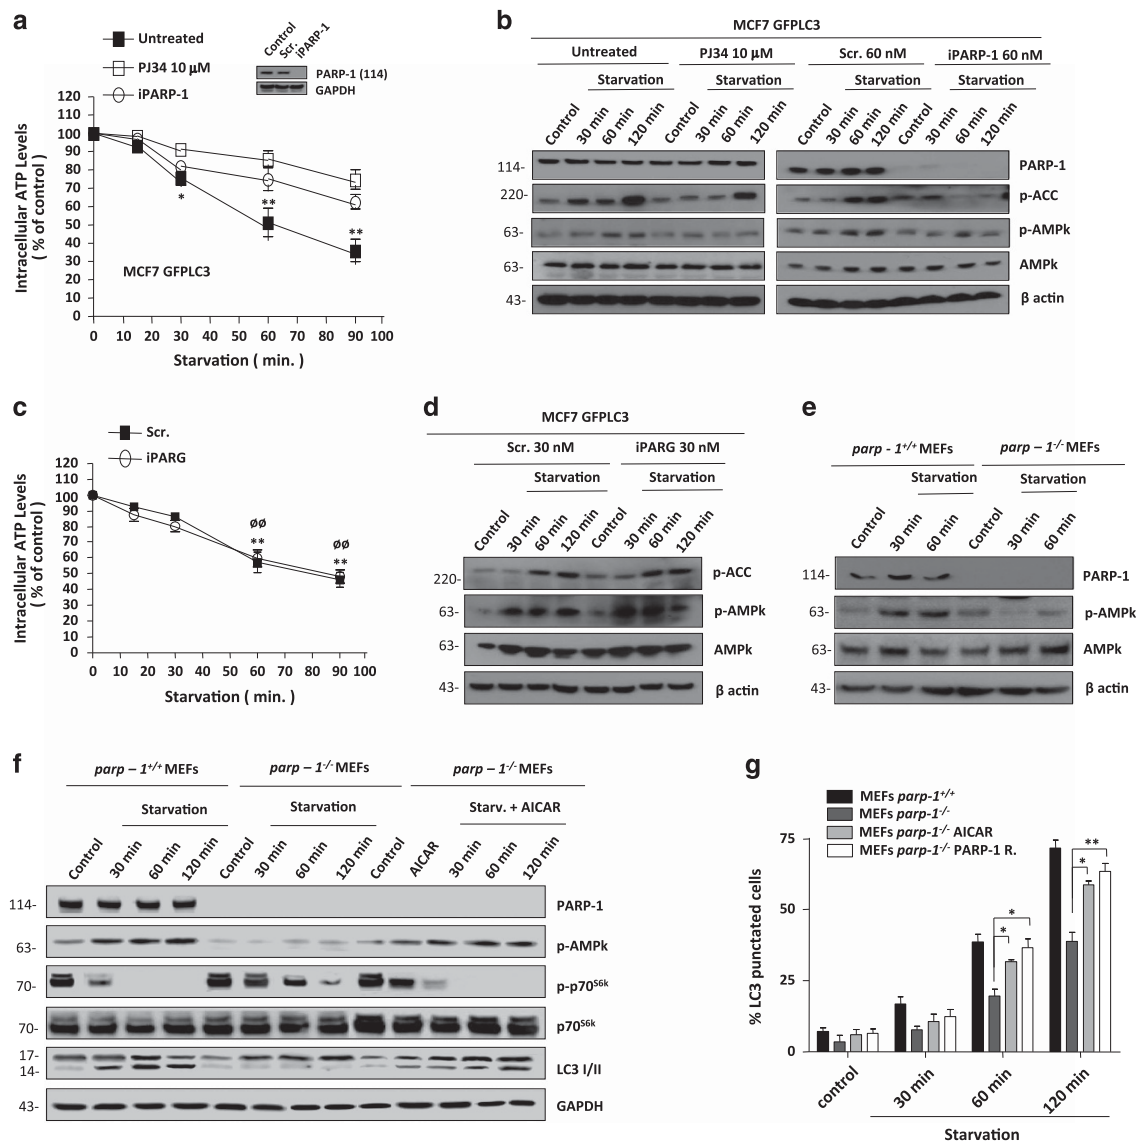 a
Untreated
PJ34 10 µM
iPARP-1
Control
Scr.
iPARP-1
PARP-1 (114)
GAPDH
Intracellular ATP Levels
( % of control )
120
110
100
90
80
70
60
50
40
30
20
10
0
*
**
**
MCF7 GFPLC3
0 10 20 30 40 50 60 70 80 90 100
Starvation ( min. )
b
MCF7 GFPLC3
Untreated PJ34 10 µM Scr. 60 nM iPARP-1 60 nM
Starvation Starvation Starvation Starvation
Control 30 min 60 min 120 min Control 30 min 60 min 120 min
Control 30 min 60 min 120 min Control 30 min 60 min 120 min
114- PARP-1
220- p-ACC
63- p-AMPk
63- AMPk
43- β actin
c
Scr.
iPARG
Intracellular ATP Levels
( % of control )
120
110
100
90
80
70
60
50
40
30
20
10
0
øø
**
øø
**
0 10 20 30 40 50 60 70 80 90 100
Starvation ( min. )
d
MCF7 GFPLC3
Scr. 30 nM iPARG 30 nM
Starvation Starvation
Control 30 min 60 min 120 min Control 30 min 60 min 120 min
220- p-ACC
63- p-AMPk
63- AMPk
43- β actin
e
parp - 1+/+ MEFs parp – 1-/- MEFs
Starvation Starvation
Control 30 min 60 min Control 30 min 60 min
114- PARP-1
63- p-AMPk
63- AMPk
43- β actin
f
parp – 1+/+ MEFs parp – 1-/- MEFs parp – 1-/- MEFs
Starvation Starvation Starv. + AICAR
Control 30 min 60 min 120 min Control 30 min 60 min 120 min Control AICAR 30 min 60 min 120 min
114- PARP-1
63- p-AMPk
70- p-p70S6k
70- p70S6k
17-
14- LC3 I/II
43- GAPDH
g
MEFs parp-1+/+
MEFs parp-1-/-
MEFs parp-1-/- AICAR
MEFs parp-1-/- PARP-1 R.
% LC3 punctated cells
75
50
25
0
*
*
**
*
control 30 min 60 min 120 min
Starvation